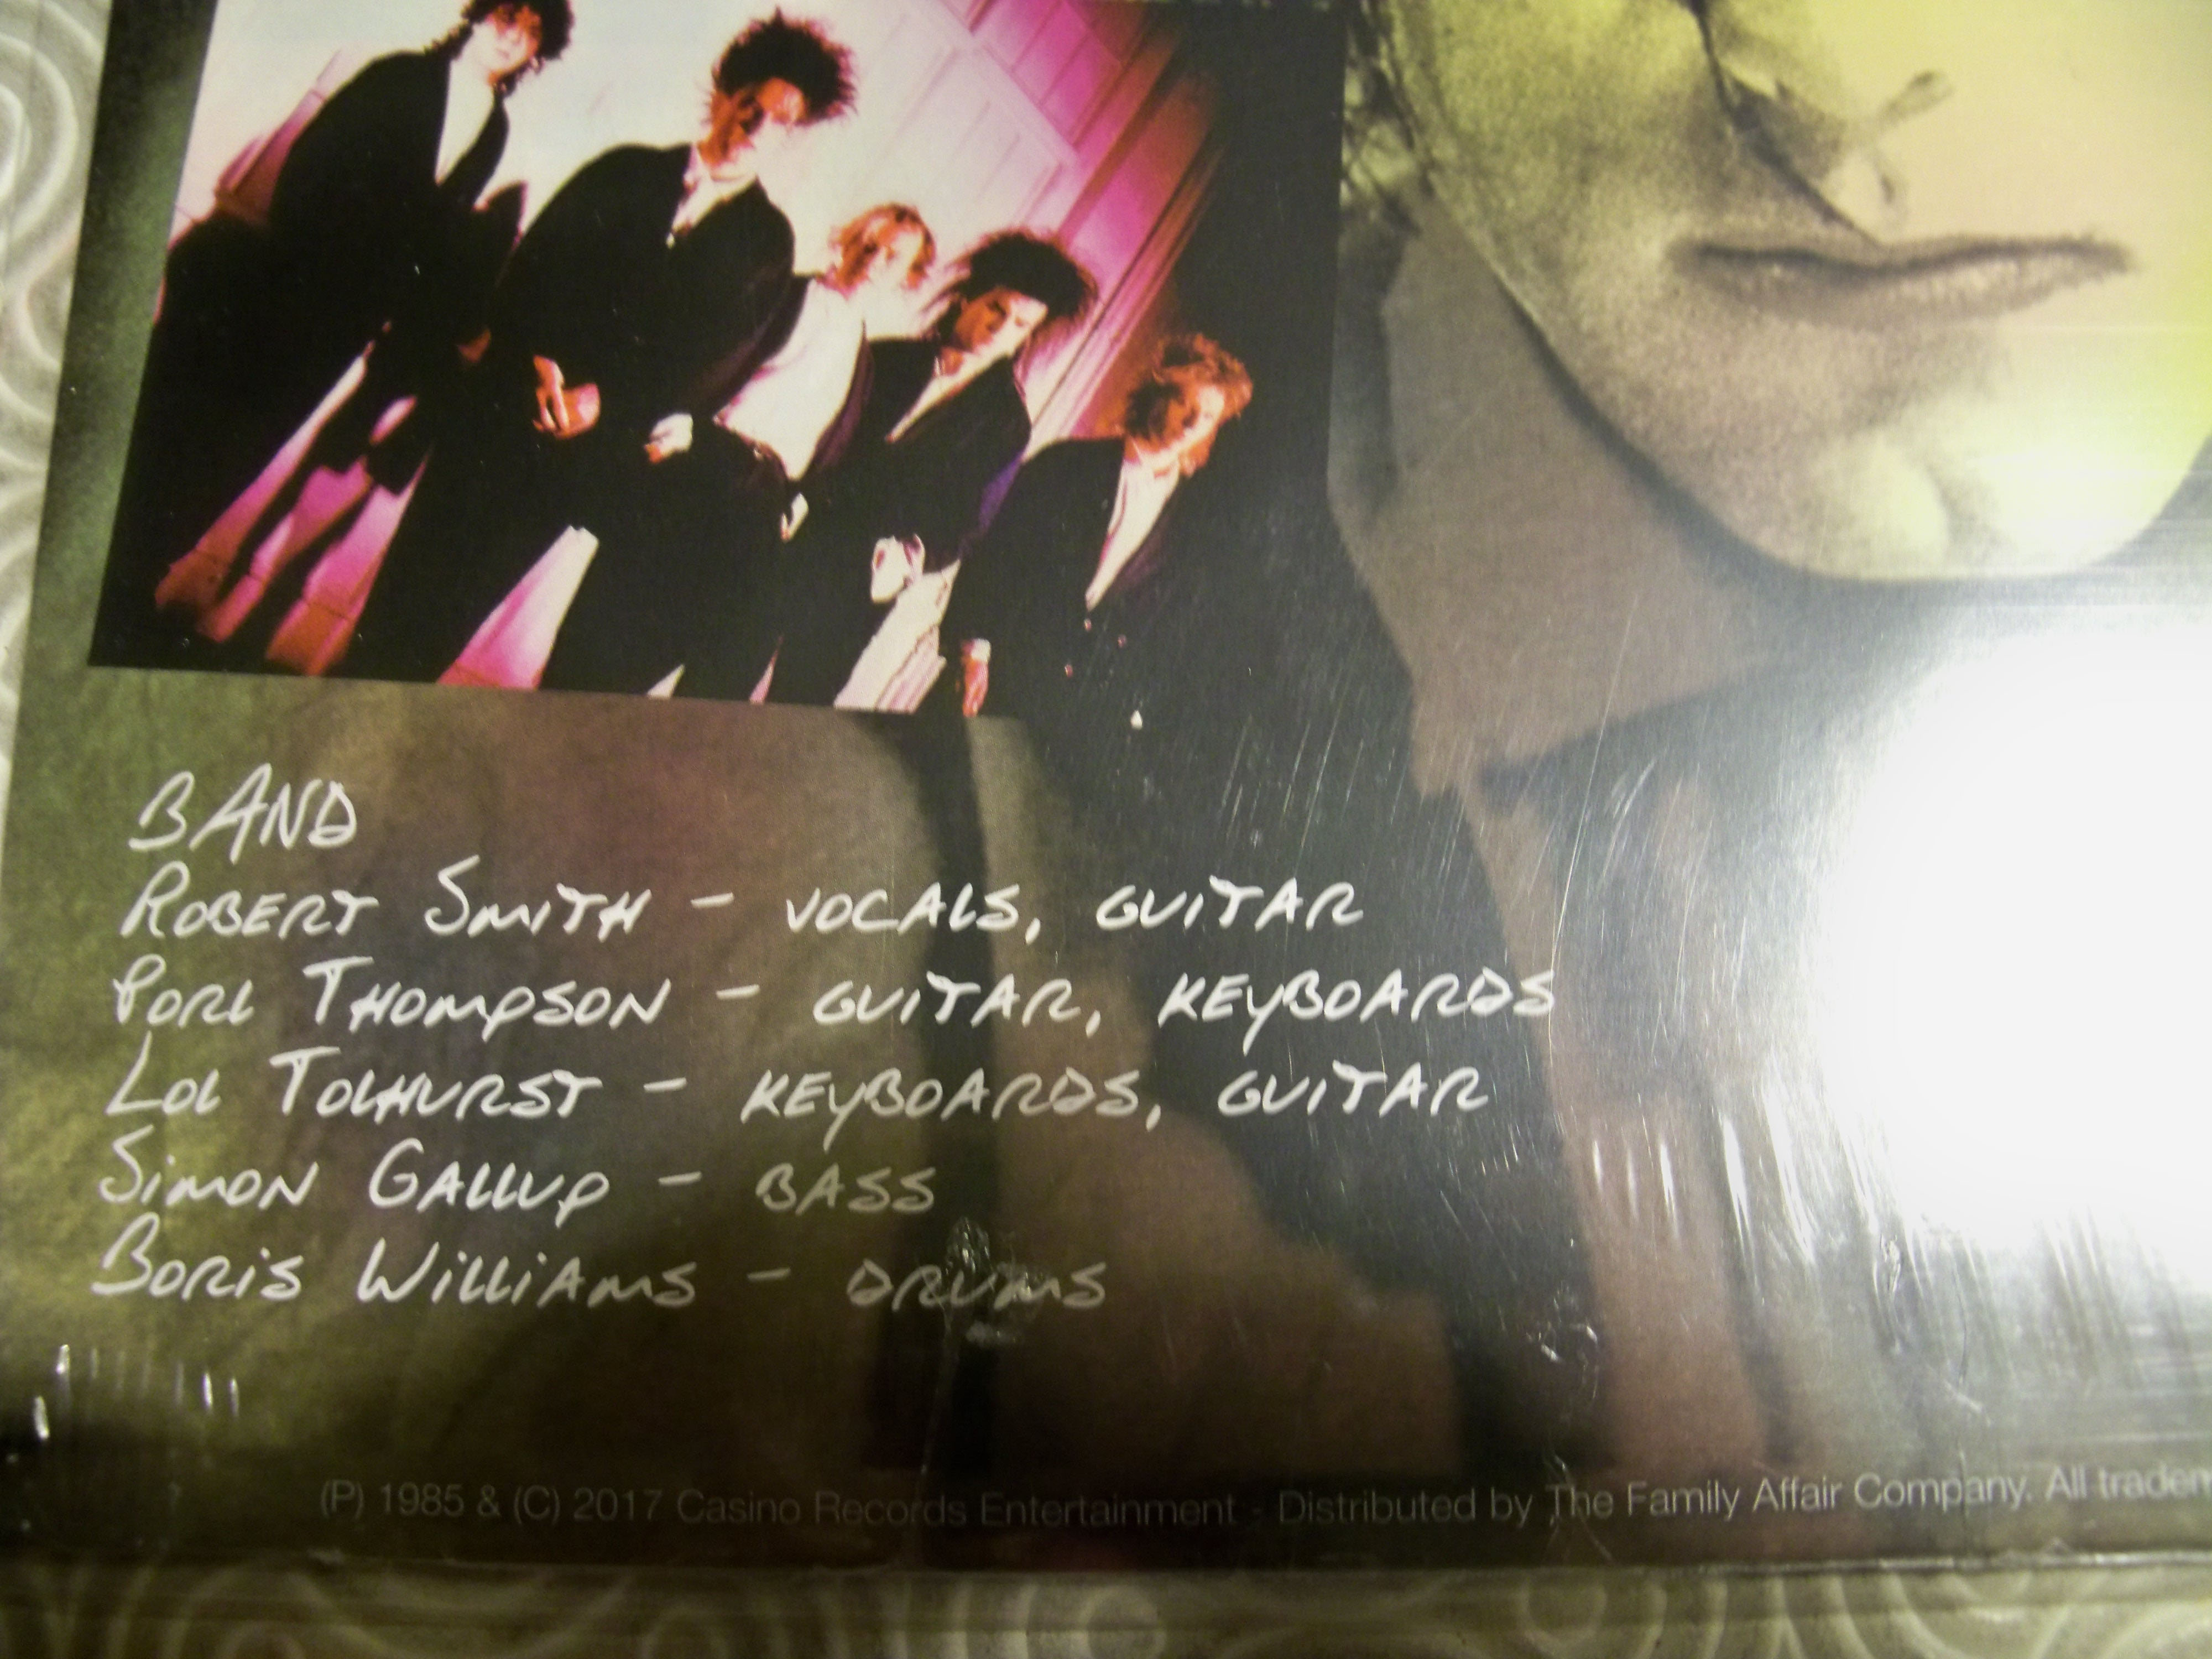 BAND
ROBERT SMITH - VOCALS, GUITAR
PORL THOMPSON - GUITAR, KEYBOARDS
LOL TOLHURST - KEYBOARDS, GUITAR
SIMON GALLUP - BASS
BORIS WILLIAMS - DRUMS
(P) 1985 & (C) 2017 Casino Records Entertainment - Distributed by The Family Affair Company. All tradem